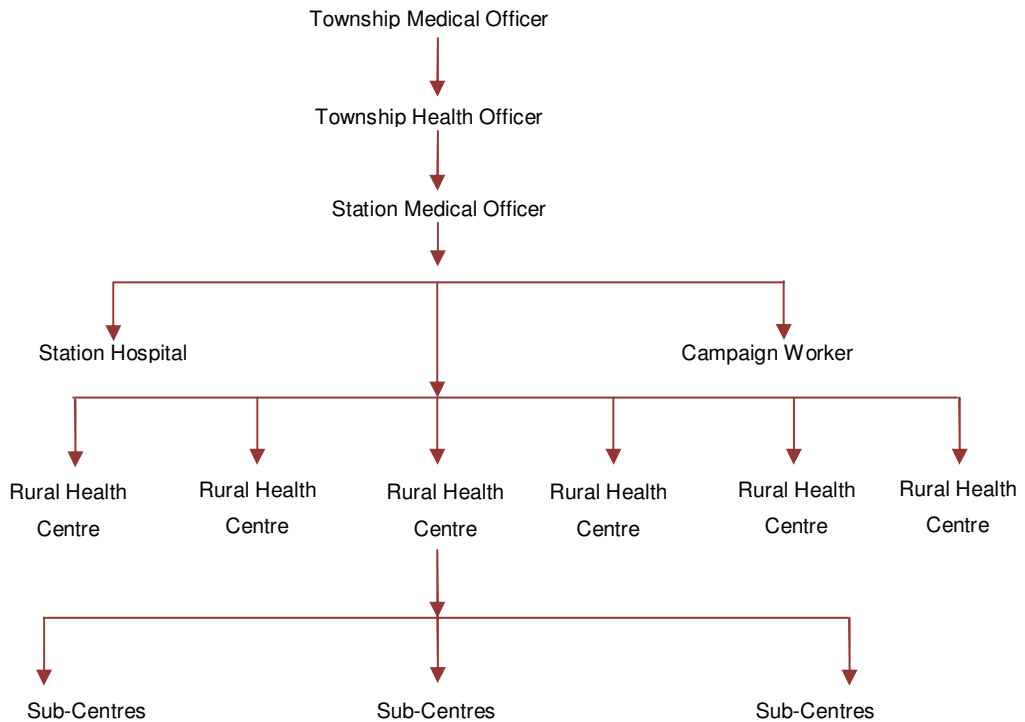 Township Medical Officer
Township Health Officer
Station Medical Officer
Station Hospital
Campaign Worker
Rural Health
Centre
Rural Health
Centre
Rural Health
Centre
Rural Health
Centre
Rural Health
Centre
Rural Health
Centre
Sub-Centres
Sub-Centres
Sub-Centres